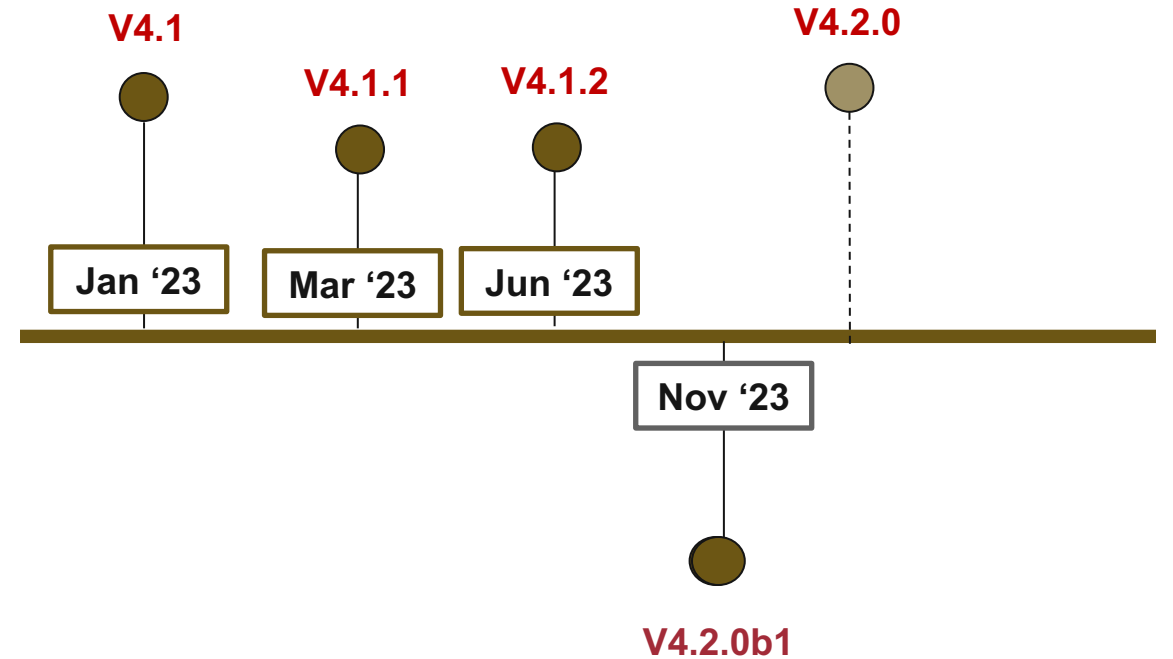 V4.1
V4.1.1
V4.1.2
V4.2.0
Jan ‘23
Mar ‘23
Jun ‘23
Nov ‘23
V4.2.0b1